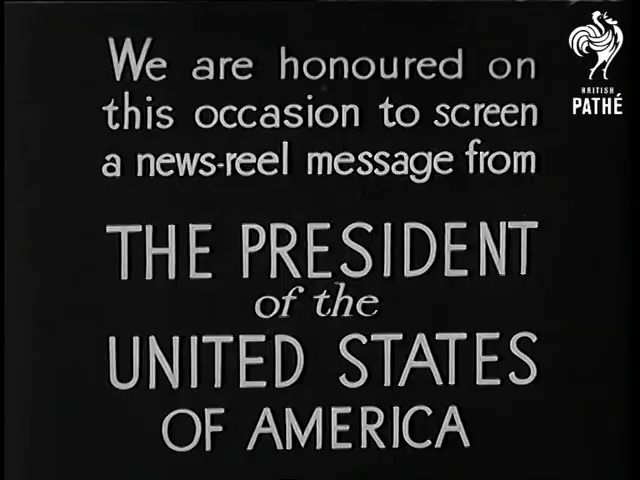 We are honoured on
this occasion to screen
a news-reel message from
THE PRESIDENT
of the
UNITED STATES
OF AMERICA
BRITISH
PATHÉ